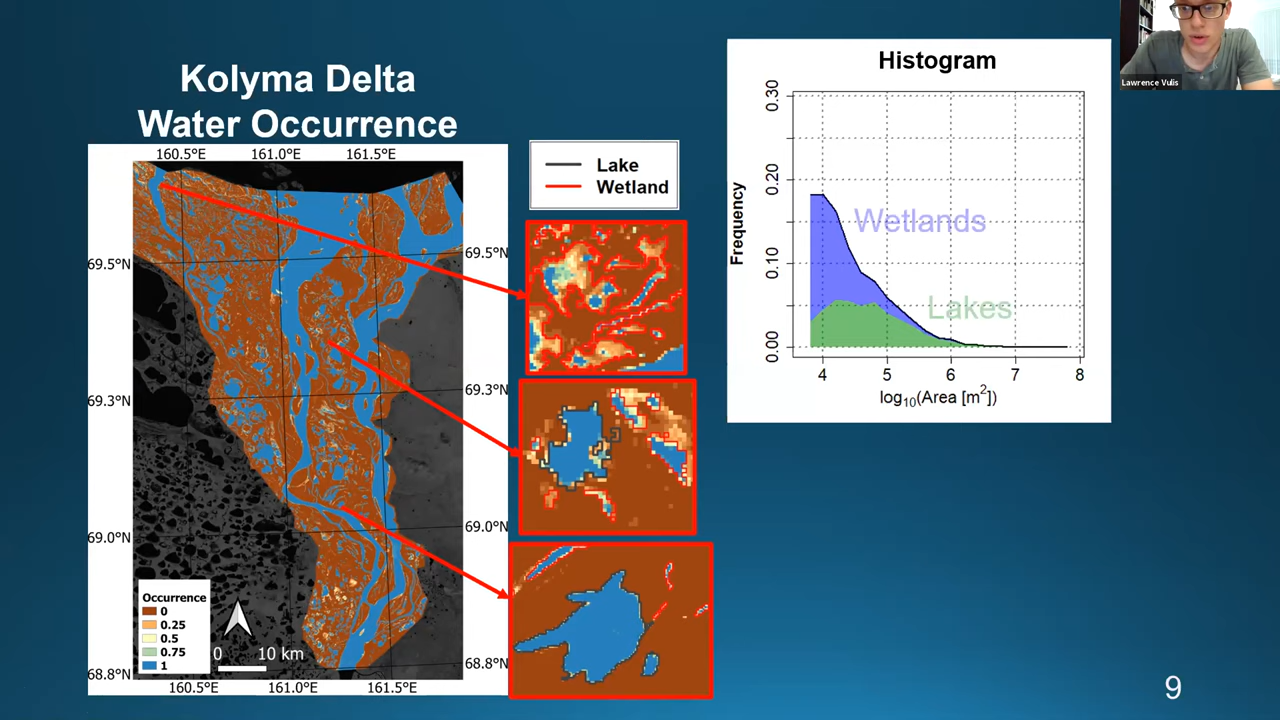 Kolyma Delta
Water Occurrence
160.5°E 161.0°E 161.5°E
69.5°N 69.5°N
69.3°N 69.3°N
69.0°N 69.0°N
68.8°N 68.8°N
160.5°E 161.0°E 161.5°E
Occurrence
0
0.25
0.5
0.75
1
0 10 km
Lake
Wetland
Histogram
Frequency
0.30
0.20
0.10
0.00
Wetlands
Lakes
4 5 6 7 8
log₁₀(Area [m²])
Lawrence Vulis
9